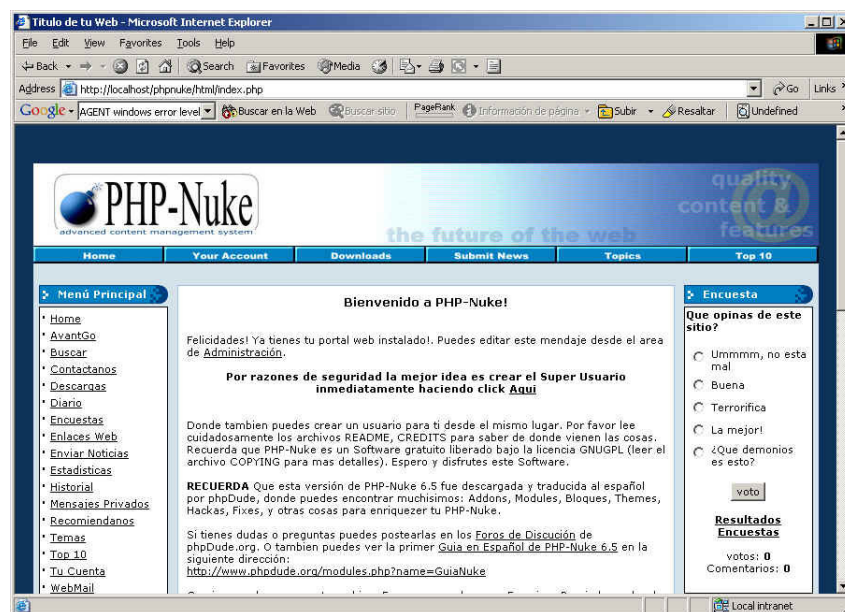 Titulo de tu Web - Microsoft Internet Explorer
File Edit View Favorites Tools Help
Back Search Favorites Media
Address http://localhost/phpnuke/html/index.php Go Links
Google AGENT windows error level Buscar en la Web Buscar sitio PageRank Información de página Subir Resaltar Undefined
PHP-Nuke
advanced content management system
quality
content &
features
the future of the web
Home Your Account Downloads Submit News Topics Top 10
Menú Principal
Home
AvantGo
Buscar
Contactanos
Descargas
Diario
Encuestas
Enlaces Web
Enviar Noticias
Estadisticas
Historial
Mensajes Privados
Recomiendanos
Temas
Top 10
Tu Cuenta
WebMail
Bienvenido a PHP-Nuke!
Felicidades! Ya tienes tu portal web instalado!. Puedes editar este mendaje desde el area
de Administración.
Por razones de seguridad la mejor idea es crear el Super Usuario
inmediatamente haciendo click Aqui
Donde tambien puedes crear un usuario para ti desde el mismo lugar. Por favor lee
cuidadosamente los archivos README, CREDITS para saber de donde vienen las cosas.
Recuerda que PHP-Nuke es un Software gratuito liberado bajo la licencia GNUGPL (leer el
archivo COPYING para mas detalles). Espero y disfrutes este Software.
RECUERDA Que esta versión de PHP-Nuke 6.5 fue descargada y traducida al español
por phpDude, donde puedes encontrar muchisimos: Addons, Modules, Bloques, Themes,
Hackas, Fixes, y otras cosas para enriquezer tu PHP-Nuke.
Si tienes dudas o preguntas puedes postearlas en los Foros de Discución de
phpDude.org. O tambien puedes ver la primer Guia en Español de PHP-Nuke 6.5 en la
siguiente dirección:
http://www.phpdude.org/modules.php?name=GuiaNuke
Encuesta
Que opinas de este
sitio?
Ummmm, no esta
mal
Buena
Terrorifica
La mejor!
¿Que demonios
es esto?
voto
Resultados
Encuestas
votos: 0
Comentarios: 0
Local intranet